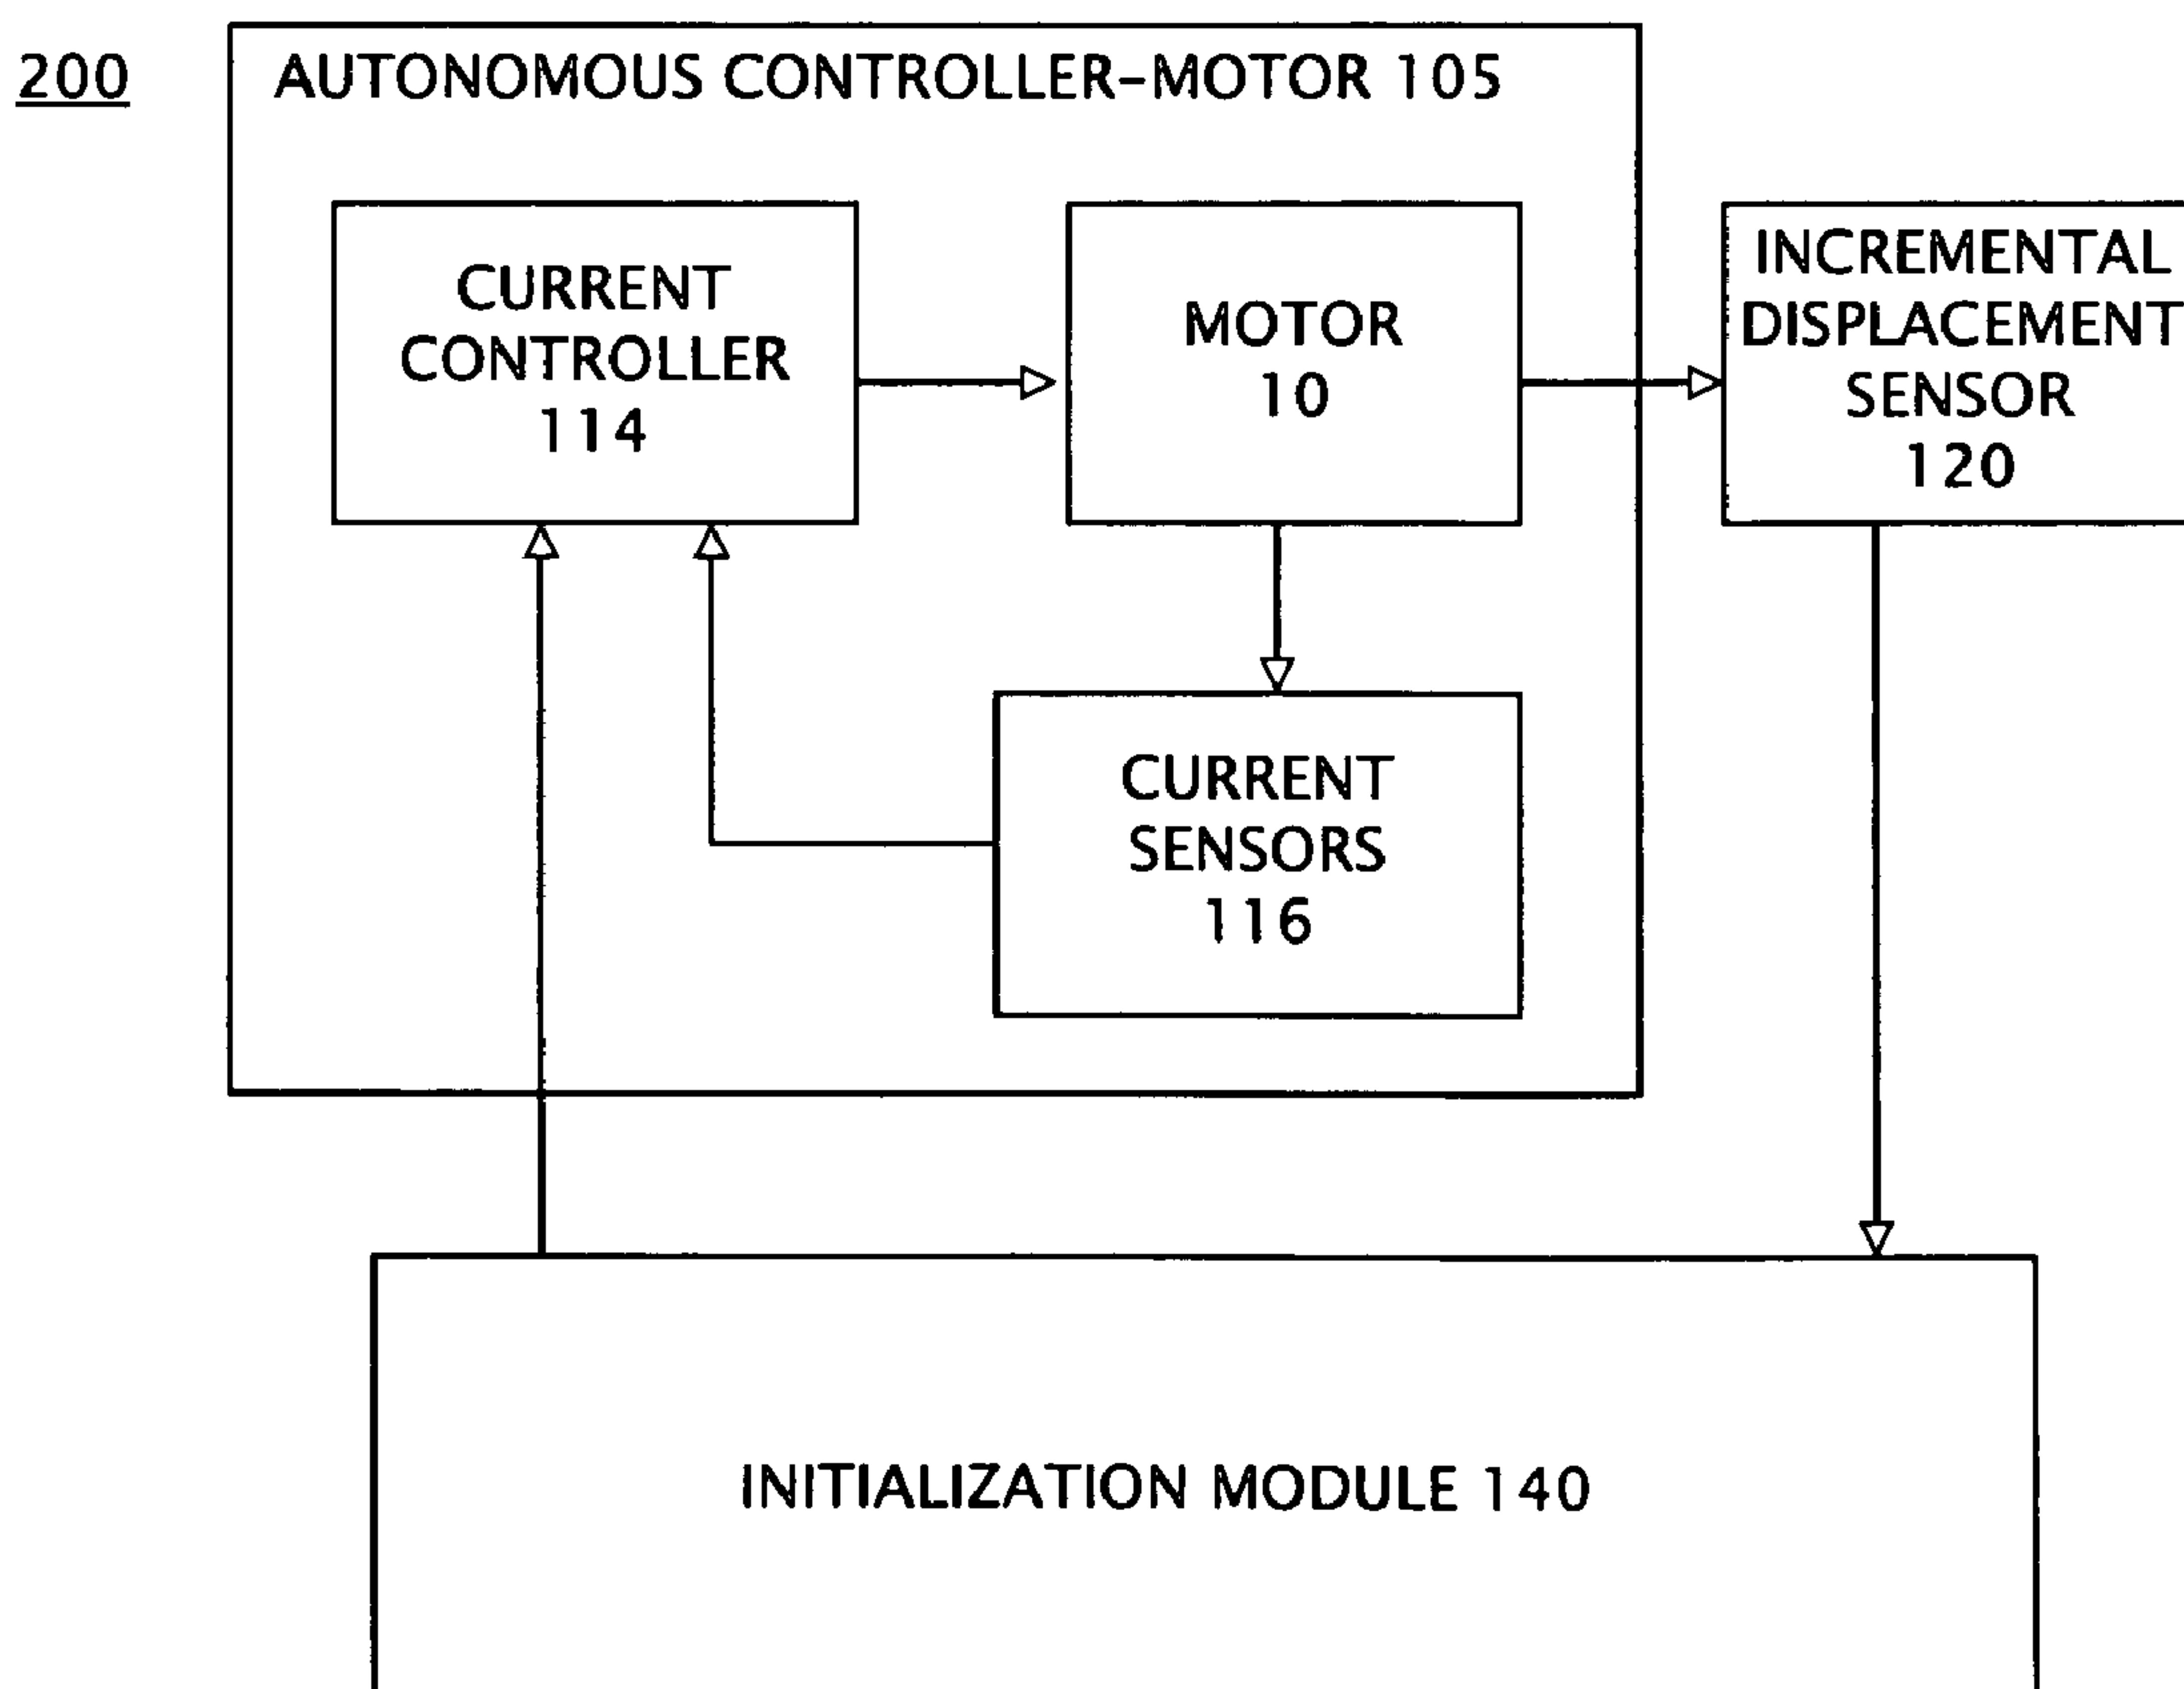 200
AUTONOMOUS CONTROLLER-MOTOR 105
CURRENT
CONTROLLER
114
MOTOR
10
INCREMENTAL
DISPLACEMENT
SENSOR
120
CURRENT
SENSORS
116
INITIALIZATION MODULE 140